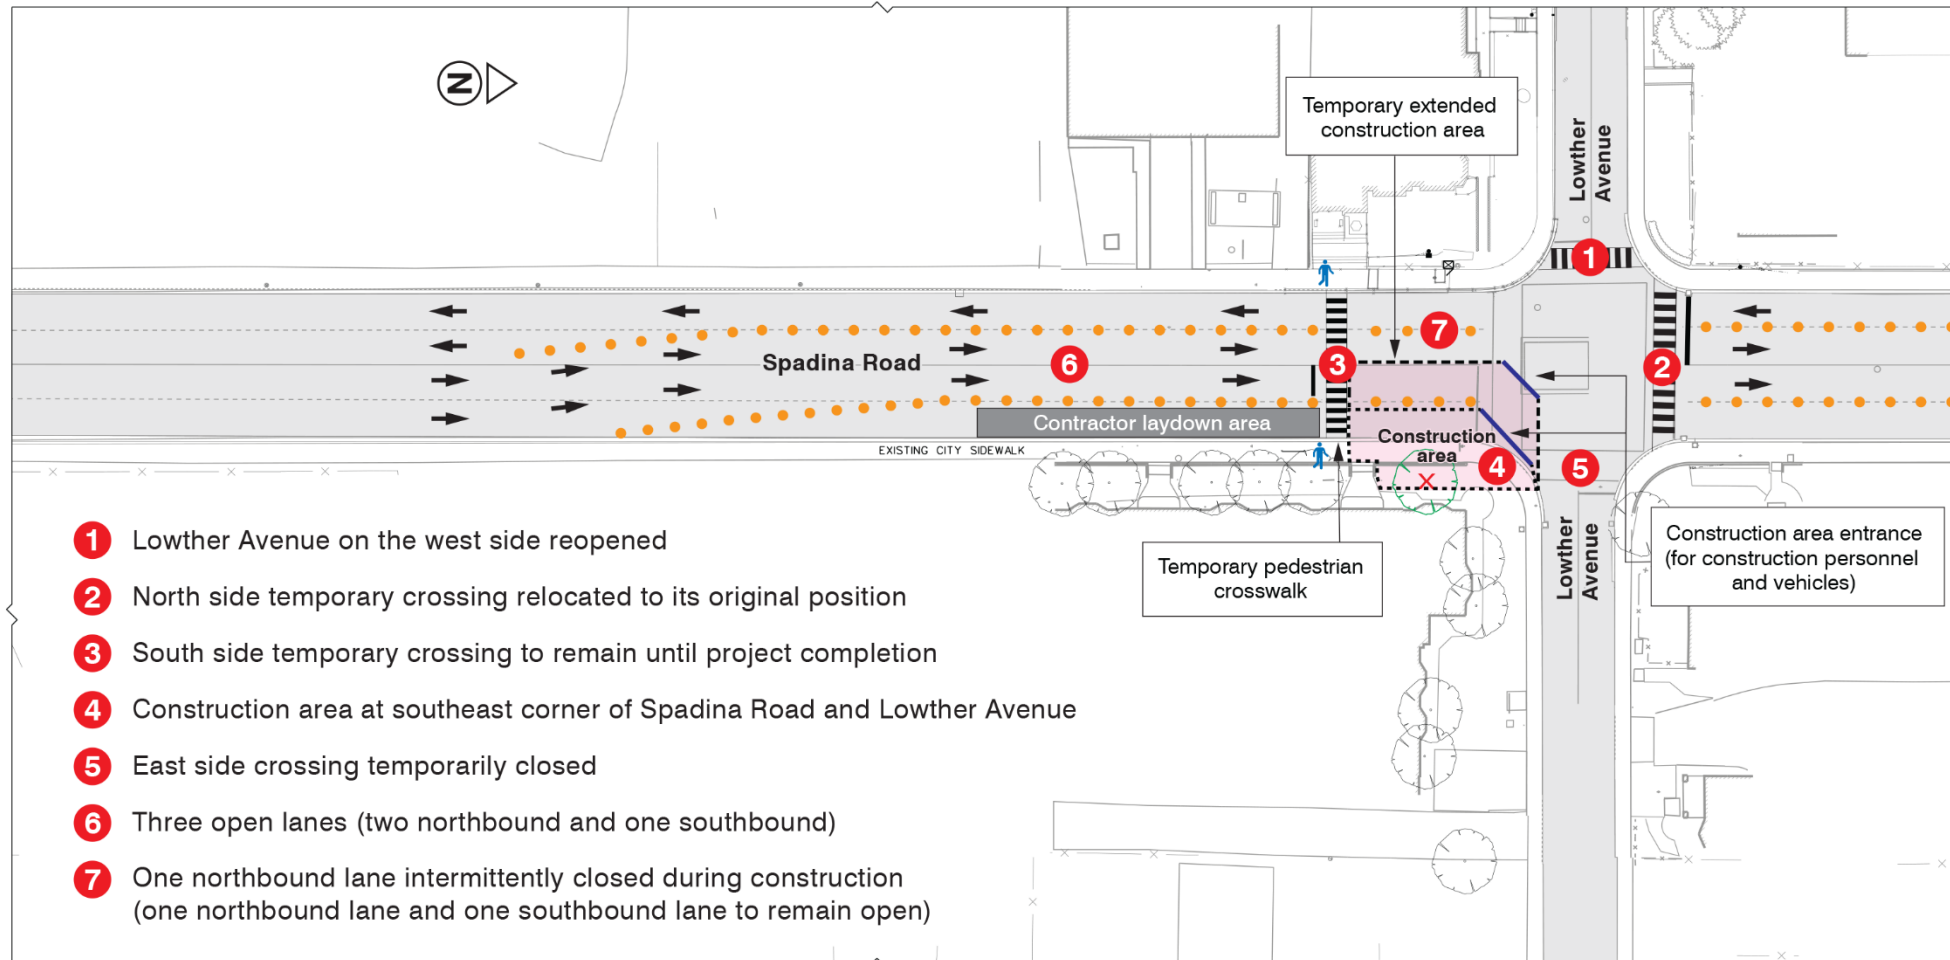 N
Temporary extended
construction area
Lowther
Avenue
1
7
Spadina Road
6
3
2
Contractor laydown area
EXISTING CITY SIDEWALK
Construction
area
4
5
Lowther
Avenue
Temporary pedestrian
crosswalk
Construction area entrance
(for construction personnel
and vehicles)
1 Lowther Avenue on the west side reopened
2 North side temporary crossing relocated to its original position
3 South side temporary crossing to remain until project completion
4 Construction area at southeast corner of Spadina Road and Lowther Avenue
5 East side crossing temporarily closed
6 Three open lanes (two northbound and one southbound)
7 One northbound lane intermittently closed during construction
(one northbound lane and one southbound lane to remain open)